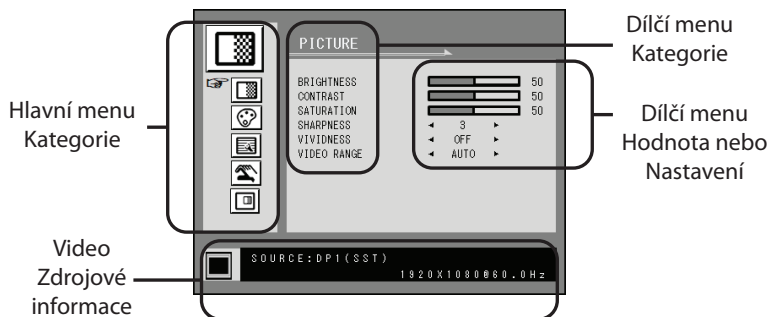 Hlavní menu
Kategorie
PICTURE
BRIGHTNESS 50
CONTRAST 50
SATURATION 50
SHARPNESS 3
VIVIDNESS OFF
VIDEO RANGE AUTO
Dílčí menu
Kategorie
Dílčí menu
Hodnota nebo
Nastavení
Video
Zdrojové
informace
SOURCE:DP1(SST)
1920X1080@60.0Hz